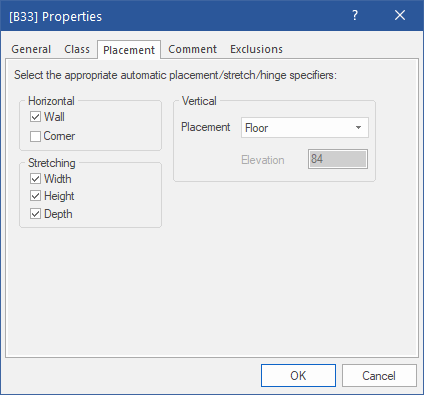 [B33] Properties
General Class Placement Comment Exclusions
Select the appropriate automatic placement/stretch/hinge specifiers:
Horizontal
Wall
Corner
Stretching
Width
Height
Depth
Vertical
Placement Floor
Elevation 84
OK Cancel